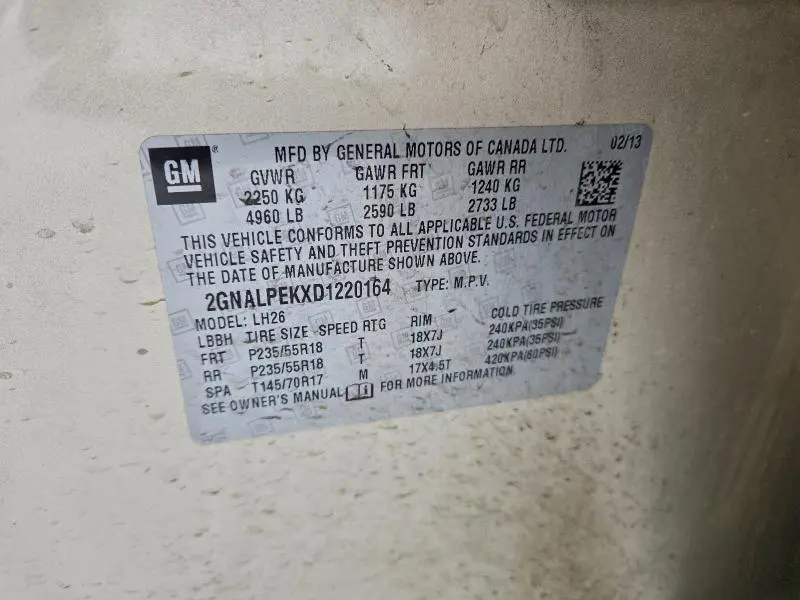 GM ® MFD BY GENERAL MOTORS OF CANADA LTD. 02/13
GVWR GAWR FRT GAWR RR
2250 KG 1175 KG 1240 KG
4960 LB 2590 LB 2733 LB
THIS VEHICLE CONFORMS TO ALL APPLICABLE U.S. FEDERAL MOTOR
VEHICLE SAFETY AND THEFT PREVENTION STANDARDS IN EFFECT ON
THE DATE OF MANUFACTURE SHOWN ABOVE.
2GNALPEKXD1220164 TYPE: M.P.V.
MODEL: LH26
LBBH TIRE SIZE SPEED RTG RIM COLD TIRE PRESSURE
FRT P235/55R18 T 18X7J 240KPA(35PSI)
RR P235/55R18 T 18X7J 240KPA(35PSI)
SPA T145/70R17 M 17X4.5T 420KPA(60PSI)
SEE OWNER'S MANUAL FOR MORE INFORMATION